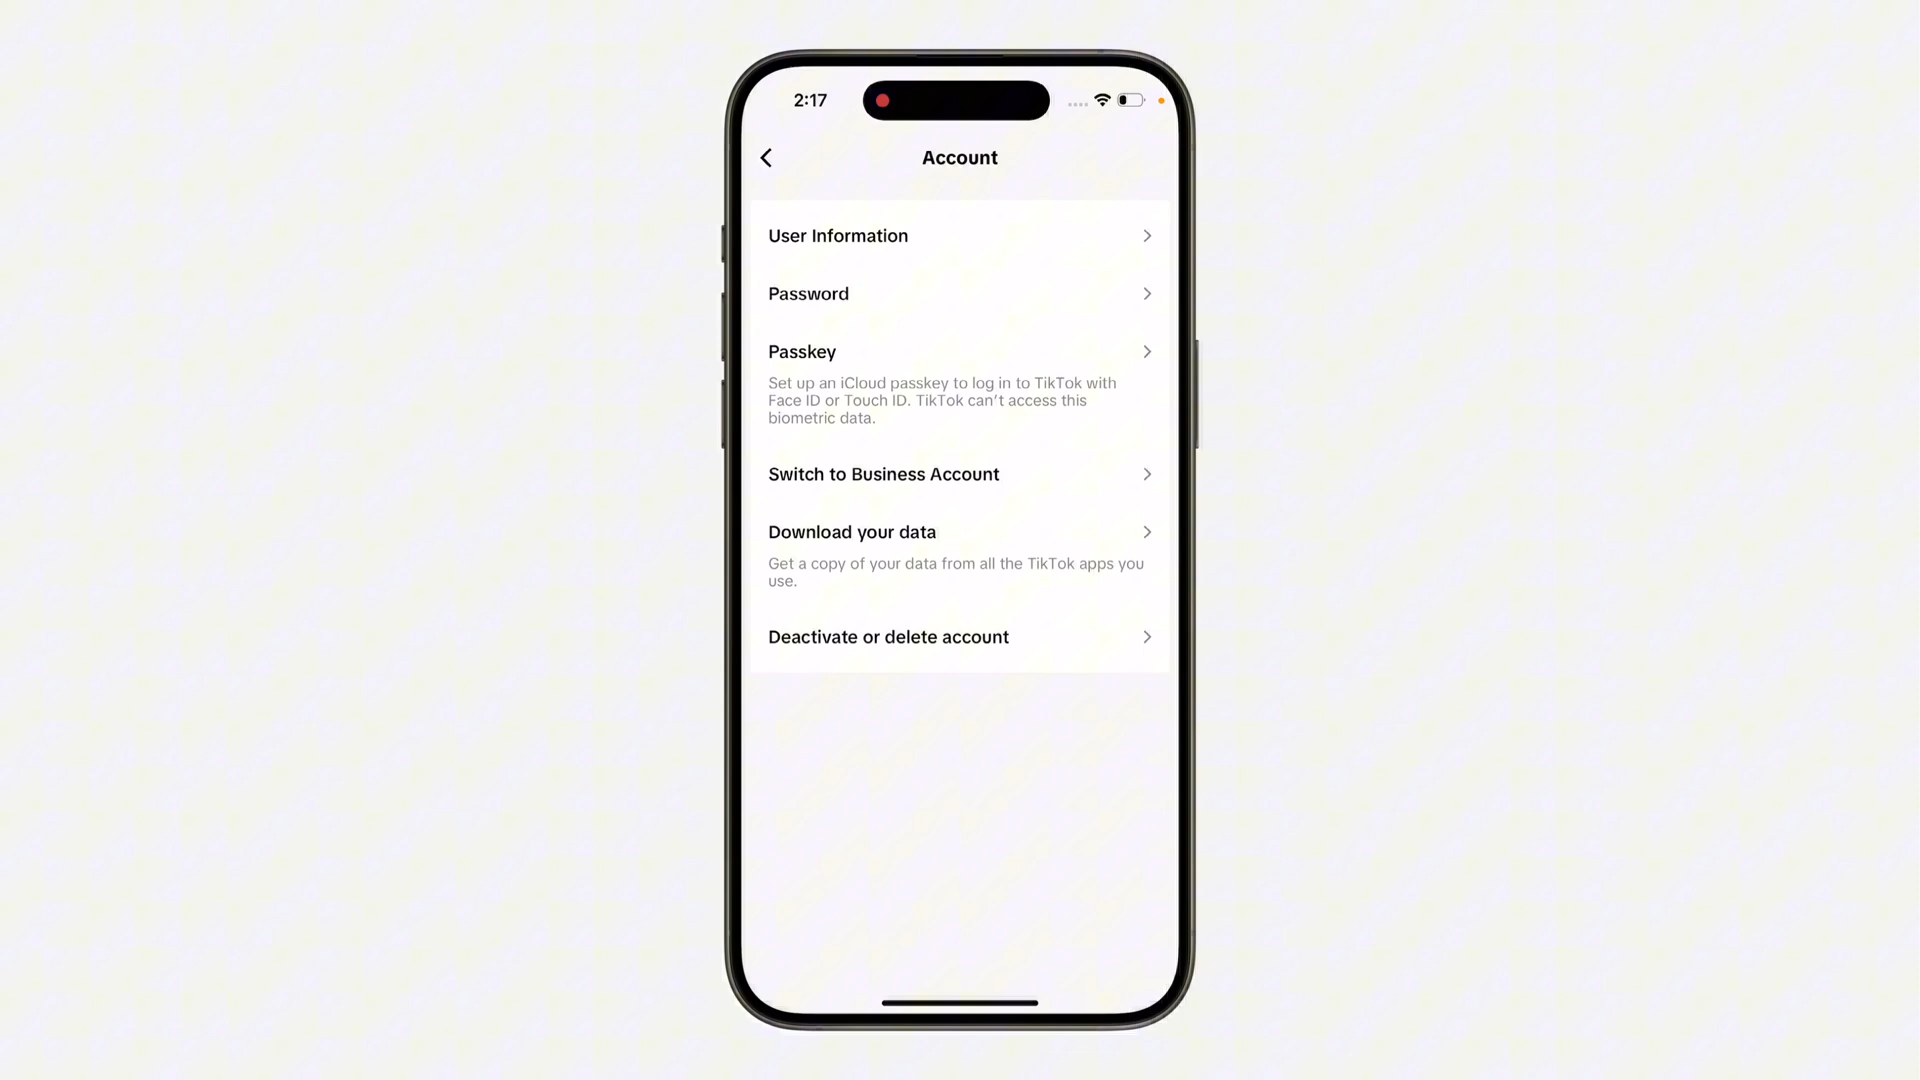 2:17
Account
User Information
Password
Passkey
Set up an iCloud passkey to log in to TikTok with
Face ID or Touch ID. TikTok can't access this
biometric data.
Switch to Business Account
Download your data
Get a copy of your data from all the TikTok apps you
use.
Deactivate or delete account